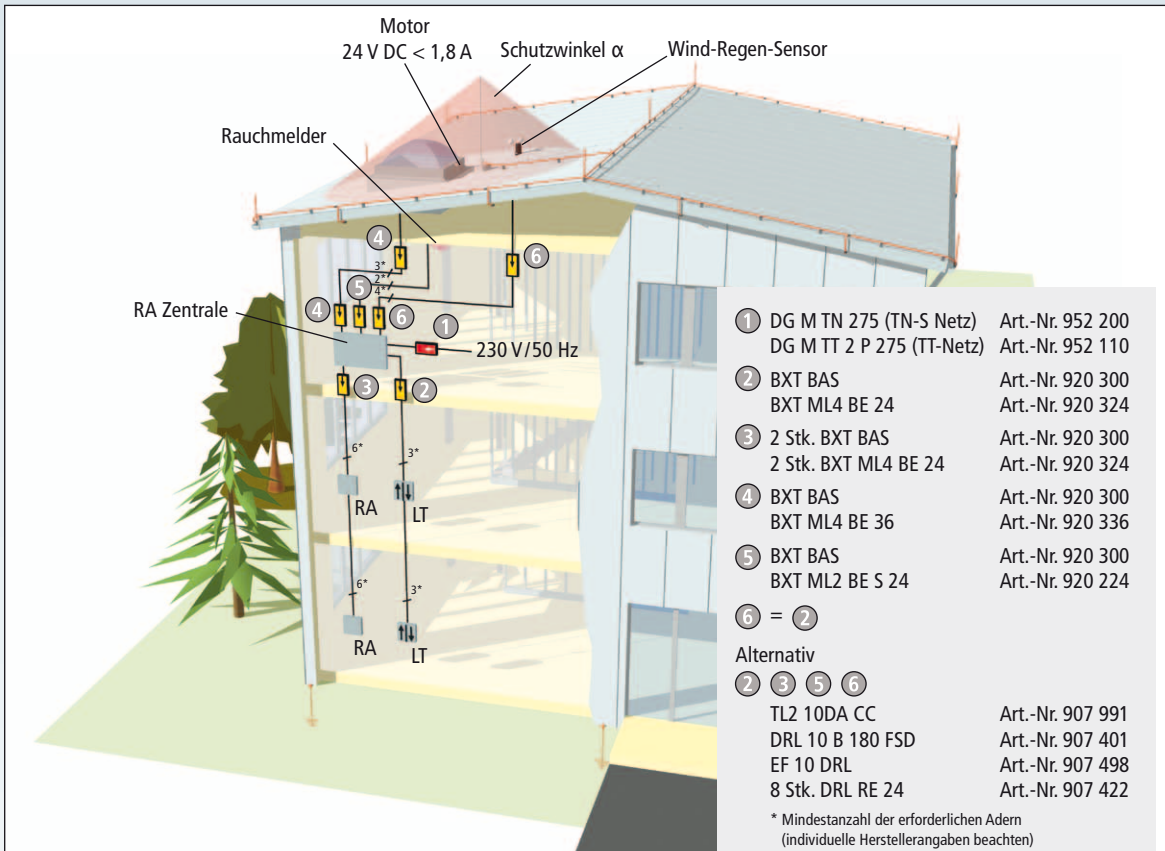 Motor
24 V DC < 1,8 A
Schutzwinkel α
Wind-Regen-Sensor
Rauchmelder
4
6
3*
2*
5
4*
RA Zentrale
4
6
1
230 V/50 Hz
3
2
6*
3*
RA
LT
6*
3*
RA
LT
1 DG M TN 275 (TN-S Netz) Art.-Nr. 952 200
DG M TT 2 P 275 (TT-Netz) Art.-Nr. 952 110
2 BXT BAS Art.-Nr. 920 300
BXT ML4 BE 24 Art.-Nr. 920 324
3 2 Stk. BXT BAS Art.-Nr. 920 300
2 Stk. BXT ML4 BE 24 Art.-Nr. 920 324
4 BXT BAS Art.-Nr. 920 300
BXT ML4 BE 36 Art.-Nr. 920 336
5 BXT BAS Art.-Nr. 920 300
BXT ML2 BE S 24 Art.-Nr. 920 224
6 = 2
Alternativ
2 3 5 6
TL2 10DA CC Art.-Nr. 907 991
DRL 10 B 180 FSD Art.-Nr. 907 401
EF 10 DRL Art.-Nr. 907 498
8 Stk. DRL RE 24 Art.-Nr. 907 422
* Mindestanzahl der erforderlichen Adern
(individuelle Herstellerangaben beachten)